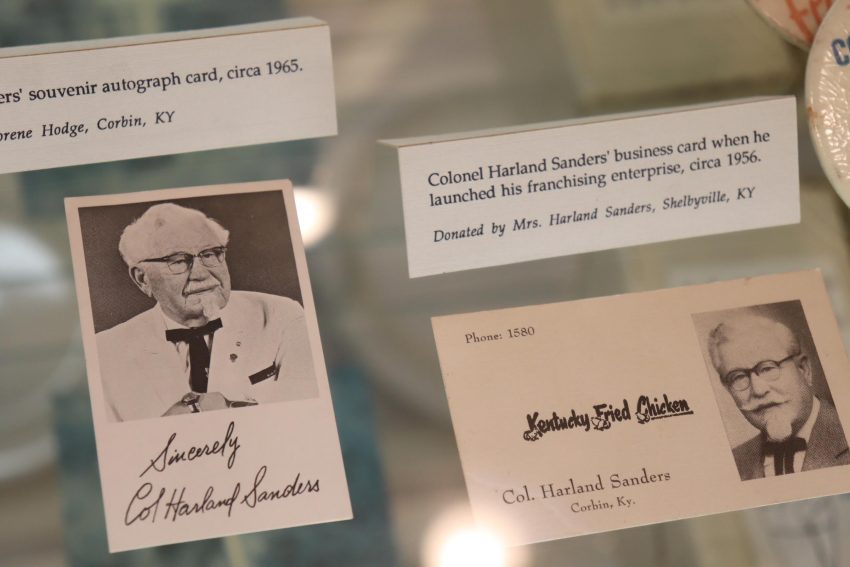 ers' souvenir autograph card, circa 1965.
orene Hodge, Corbin, KY
Colonel Harland Sanders' business card when he
launched his franchising enterprise, circa 1956.
Donated by Mrs. Harland Sanders, Shelbyville, KY
Sincerely
Col Harland Sanders
Phone: 1580
Kentucky Fried Chicken
Col. Harland Sanders
Corbin, Ky.